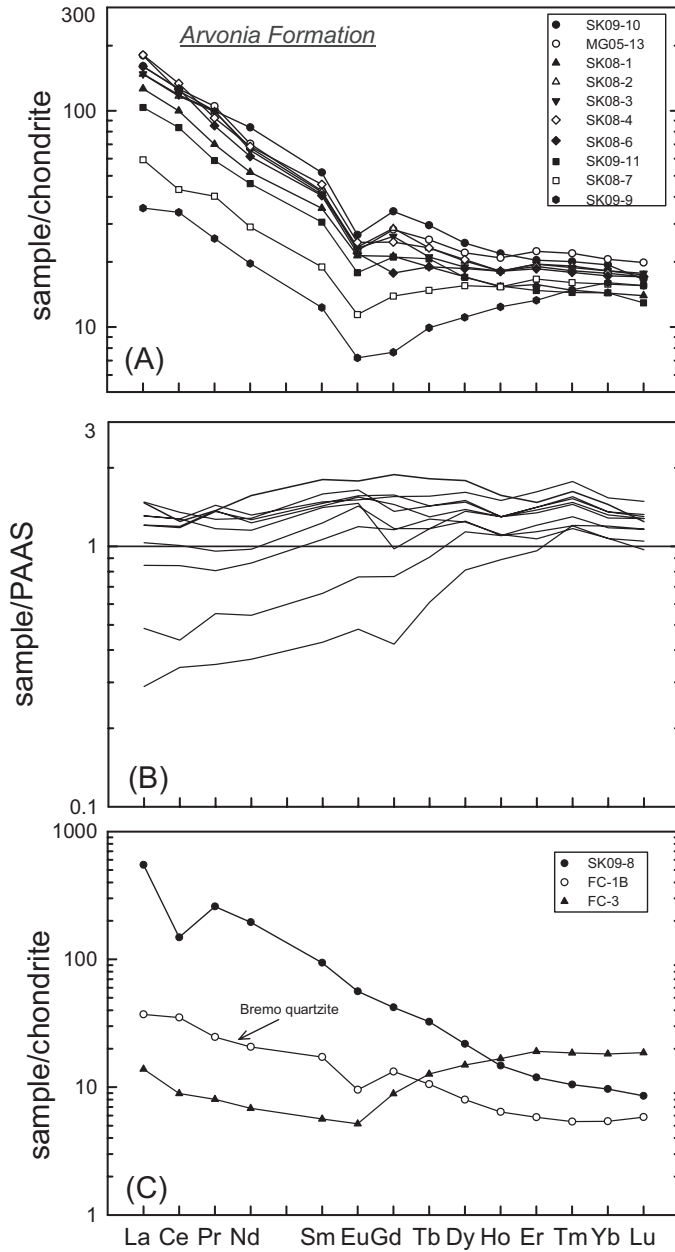 300
Arvonia Formation
SK09-10
MG05-13
SK08-1
SK08-2
SK08-3
SK08-4
SK08-6
SK09-11
SK08-7
SK09-9
100
10
sample/chondrite
(A)
3
1
0.1
sample/PAAS
(B)
1000
SK09-8
FC-1B
FC-3
100
Bremo quartzite
10
1
sample/chondrite
(C)
La Ce Pr Nd Sm Eu Gd Tb Dy Ho Er Tm Yb Lu